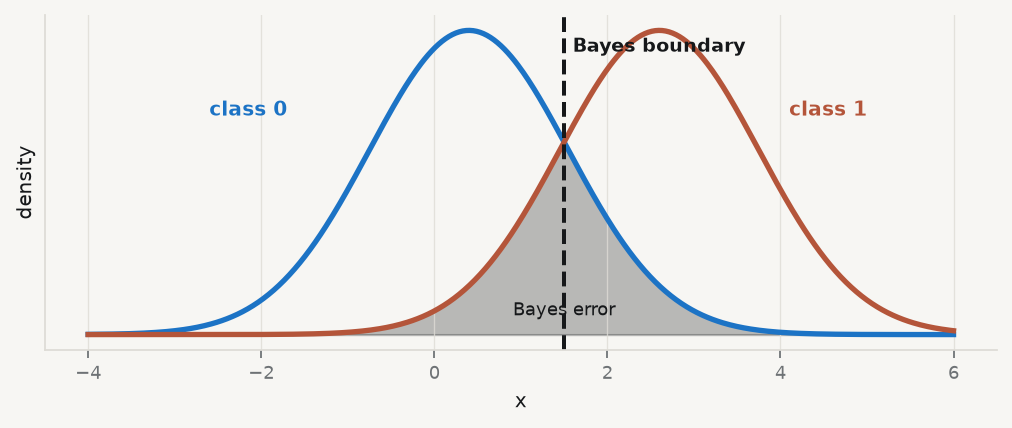 Bayes boundary
class 0
class 1
density
Bayes error
−4
−2
0
2
4
6
x